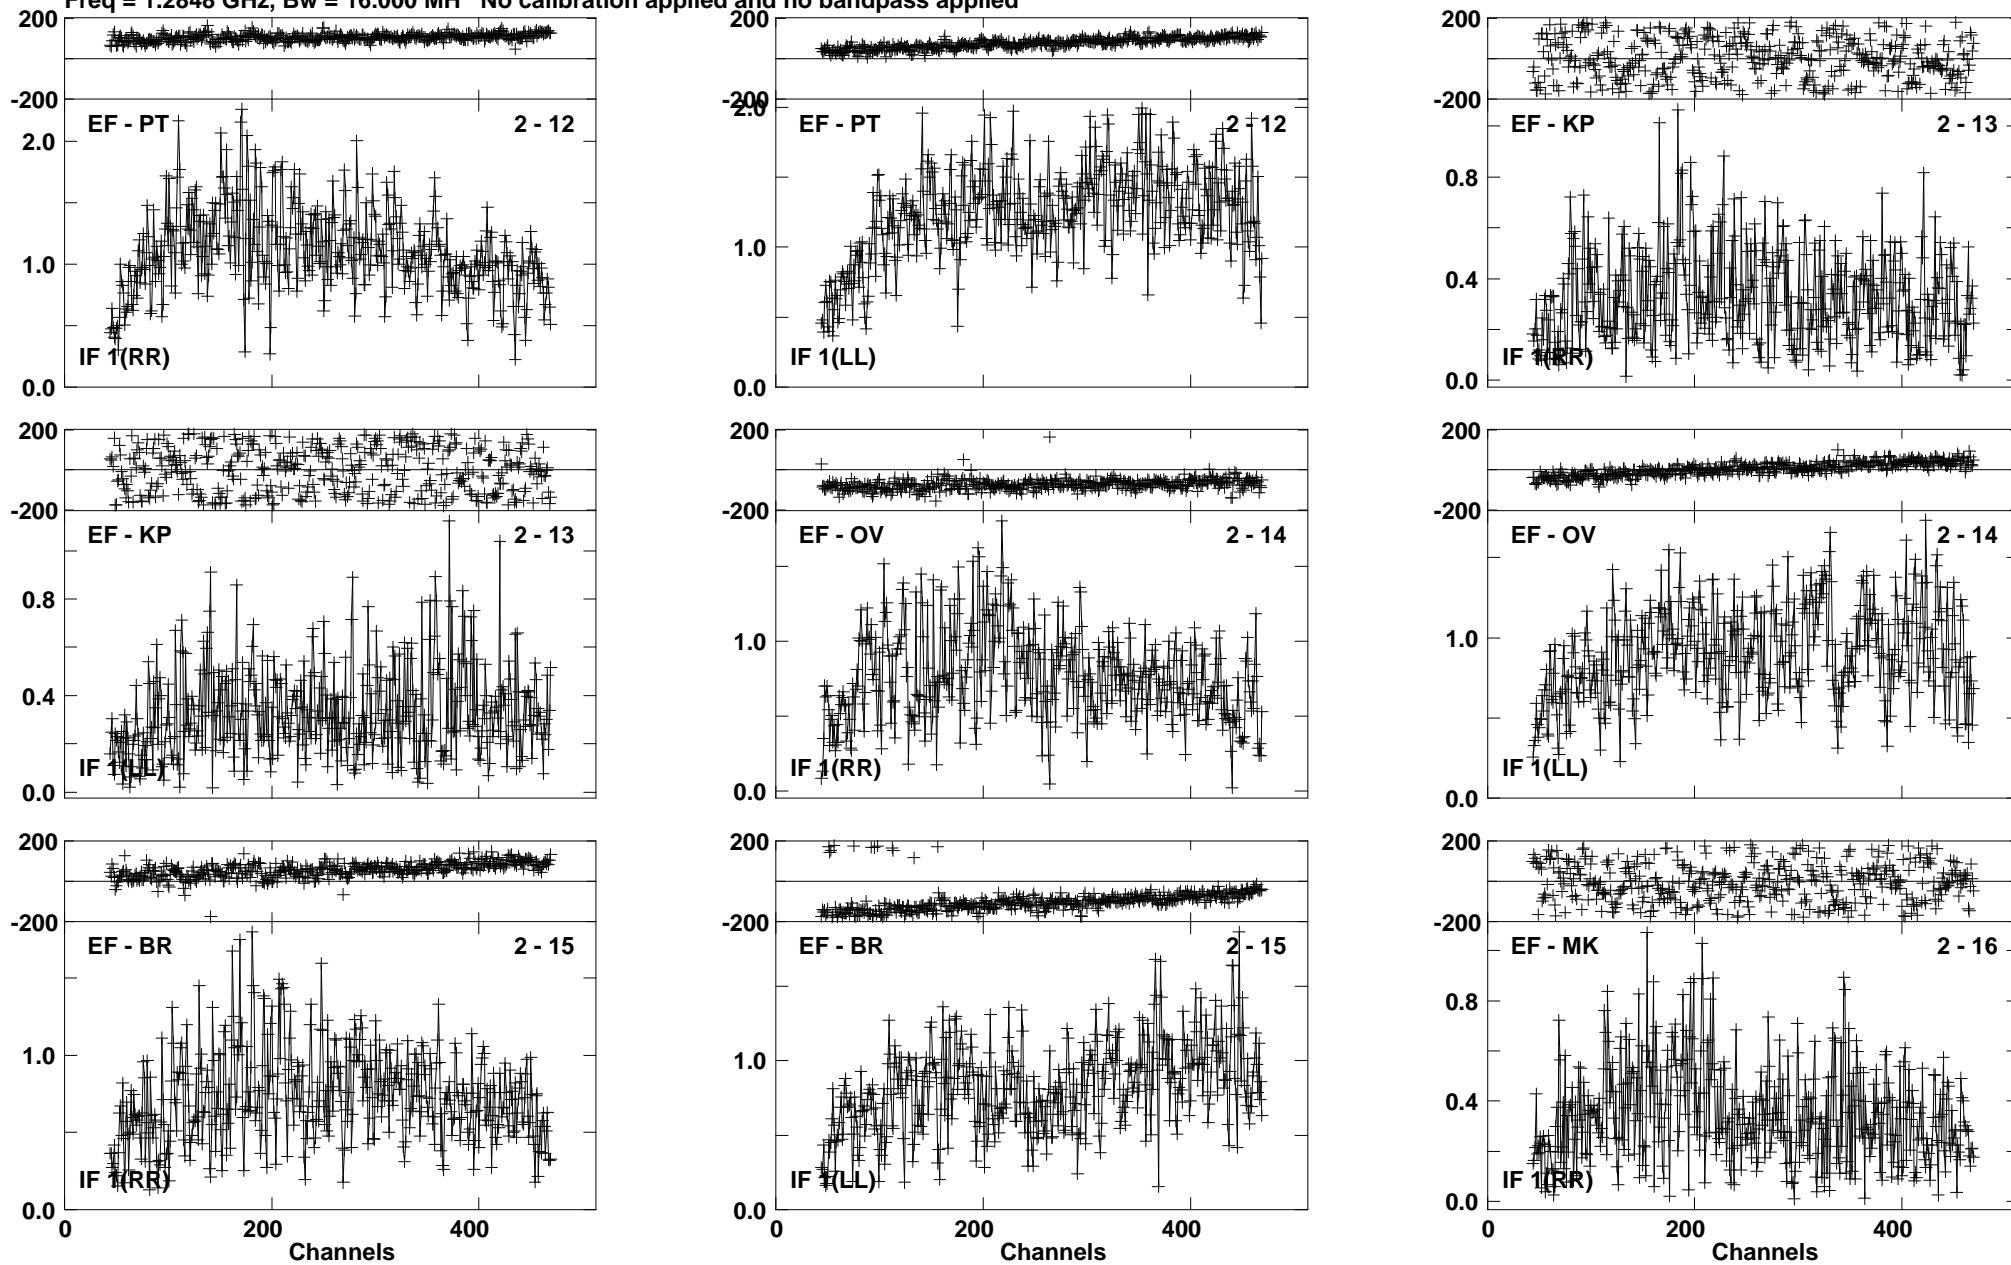 Freq = 1.2848 GHz, Bw = 16.000 MH No calibration applied and no bandpass applied
200
-200
EF - PT 2 - 12
2.0
1.0
0.0
IF 1(RR)
-200
2.0
EF - PT 2 - 12
1.0
0.0
IF 1(LL)
200
-200
EF - KP 2 - 13
0.8
0.4
0.0
IF 1(RR)
200
-200
EF - KP 2 - 13
0.8
0.4
0.0
IF 1(LL)
200
-200
EF - OV 2 - 14
1.0
0.0
IF 1(RR)
200
-200
EF - OV 2 - 14
1.0
0.0
IF 1(LL)
200
-200
EF - BR 2 - 15
1.0
0.0
IF 1(RR)
0 200 400
Channels
200
-200
EF - BR 2 - 15
1.0
0.0
IF 1(LL)
0 200 400
Channels
200
-200
EF - MK 2 - 16
0.8
0.4
0.0
IF 1(RR)
0 200 400
Channels